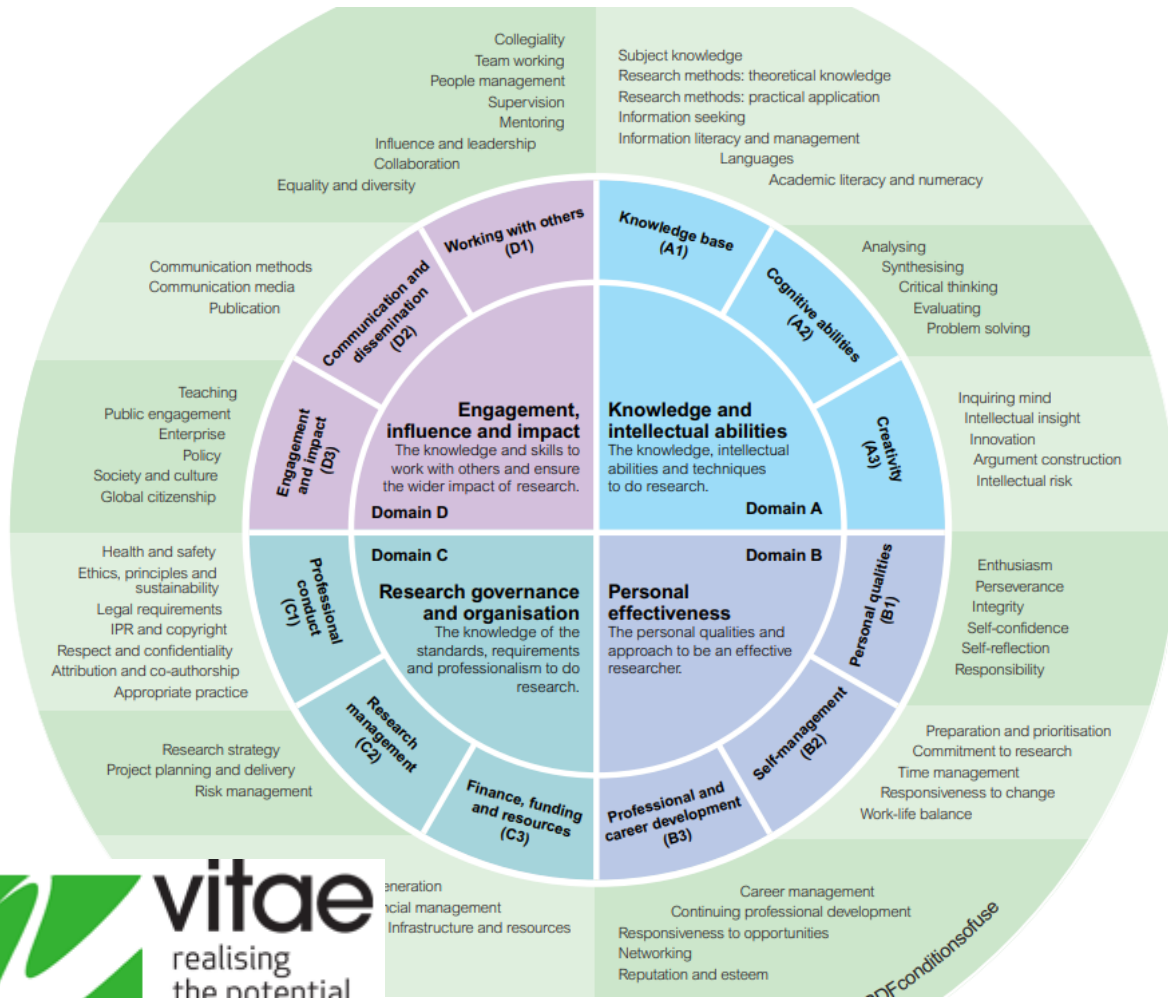 Collegiality
Team working
People management
Supervision
Mentoring
Influence and leadership
Collaboration
Equality and diversity
Subject knowledge
Research methods: theoretical knowledge
Research methods: practical application
Information seeking
Information literacy and management
Languages
Academic literacy and numeracy
Working with others
(D1)
Knowledge base
(A1)
Communication methods
Communication media
Publication
Communication and
dissemination
(D2)
Cognitive abilities
(A2)
Analysing
Synthesising
Critical thinking
Evaluating
Problem solving
Teaching
Public engagement
Enterprise
Policy
Society and culture
Global citizenship
Engagement
and impact
(D3)
Engagement,
influence and impact
The knowledge and skills to
work with others and ensure
the wider impact of research.
Domain D
Knowledge and
intellectual abilities
The knowledge, intellectual
abilities and techniques
to do research.
Domain A
Creativity
(A3)
Inquiring mind
Intellectual insight
Innovation
Argument construction
Intellectual risk
Health and safety
Ethics, principles and
sustainability
Legal requirements
IPR and copyright
Respect and confidentiality
Attribution and co-authorship
Appropriate practice
Professional
conduct
(C1)
Domain C
Research governance
and organisation
The knowledge of the
standards, requirements
and professionalism to do
research.
Domain B
Personal
effectiveness
The personal qualities and
approach to be an effective
researcher.
Personal qualities
(B1)
Enthusiasm
Perseverance
Integrity
Self-confidence
Self-reflection
Responsibility
Research strategy
Project planning and delivery
Risk management
Research
management
(C2)
Self-management
(B2)
Preparation and prioritisation
Commitment to research
Time management
Responsiveness to change
Work-life balance
Finance, funding
and resources
(C3)
Professional and
career development
(B3)
eneration
ncial management
Infrastructure and resources
Career management
Continuing professional development
Responsiveness to opportunities
Networking
Reputation and esteem
vitae
realising
the potential
DFconditionsofuse